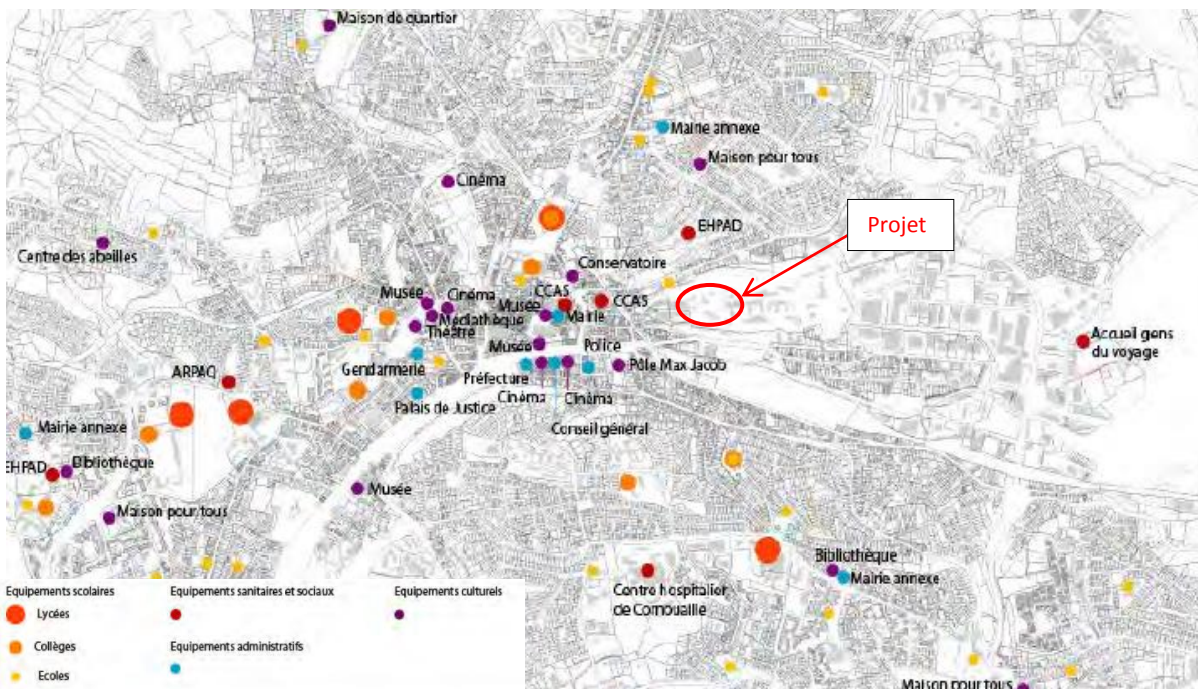 Maison de quartier
Mairie annexe
Maison pour tous
Cinéma
EHPAD
Projet
Centre des abeilles
Conservatoire
Musée
Cinéma
Musée
CCAS
CCAS
Médiathèque
Mairie
Théâtre
Musée
Police
Accueil gens
du voyage
ARPAQ
Gendarmerie
Préfecture
Pôle Max Jacob
Cinéma
Cinéma
Palais de Justice
Conseil général
Mairie annexe
EHPAD
Bibliothèque
Musée
Maison pour tous
Bibliothèque
Mairie annexe
Centre hospitalier
de Cornouaille
Maison pour tous
Equipements scolaires
Lycées
Collèges
Ecoles
Equipements sanitaires et sociaux
Equipements administratifs
Equipements culturels